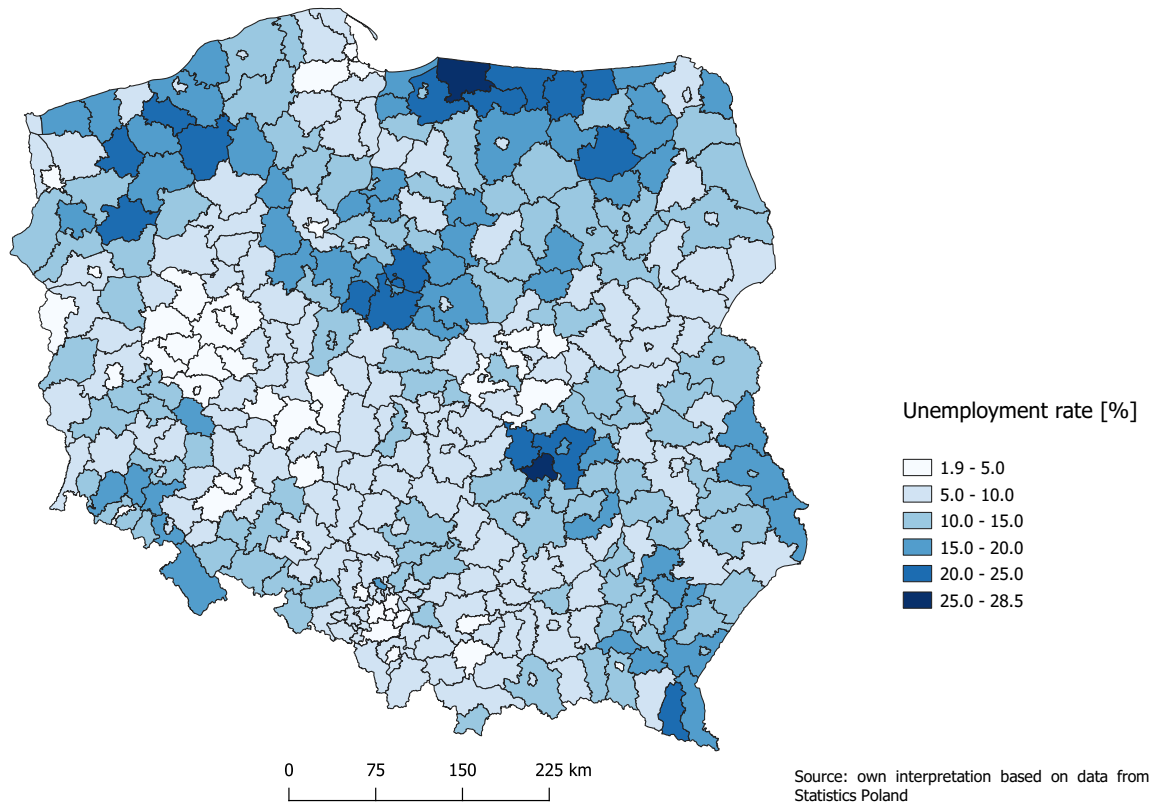 Unemployment rate [%]
1.9 - 5.0
5.0 - 10.0
10.0 - 15.0
15.0 - 20.0
20.0 - 25.0
25.0 - 28.5
0 75 150 225 km
Source: own interpretation based on data from
Statistics Poland